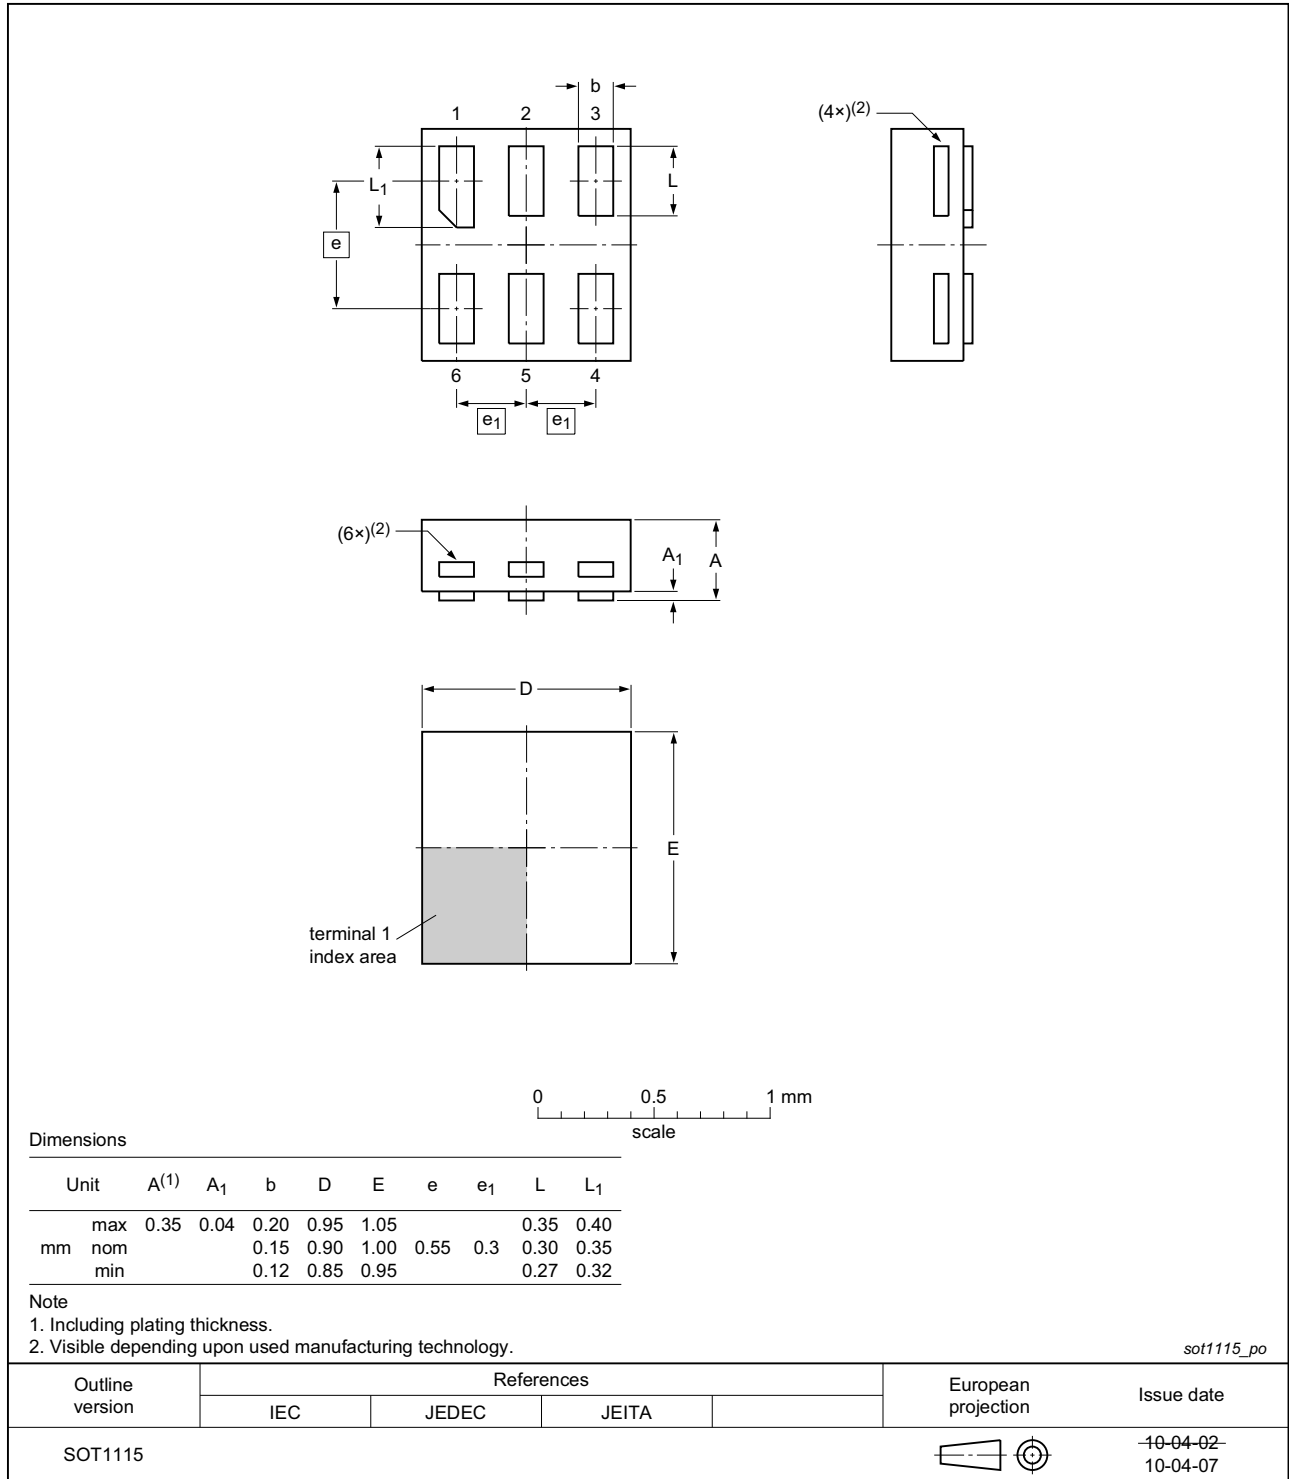 b
1 2 3
(4×)(2)
L1
L
e
6 5 4
e1 e1
(6×)(2)
A1 A
D
E
terminal 1
index area
0 0.5 1 mm
scale
Dimensions
Unit A(1) A1 b D E e e1 L L1
max 0.35 0.04 0.20 0.95 1.05 0.35 0.40
mm nom 0.15 0.90 1.00 0.55 0.3 0.30 0.35
min 0.12 0.85 0.95 0.27 0.32
Note
1. Including plating thickness.
2. Visible depending upon used manufacturing technology.
sot1115_po
Outline
version
References
IEC JEDEC JEITA
European
projection
Issue date
SOT1115
10-04-02
10-04-07